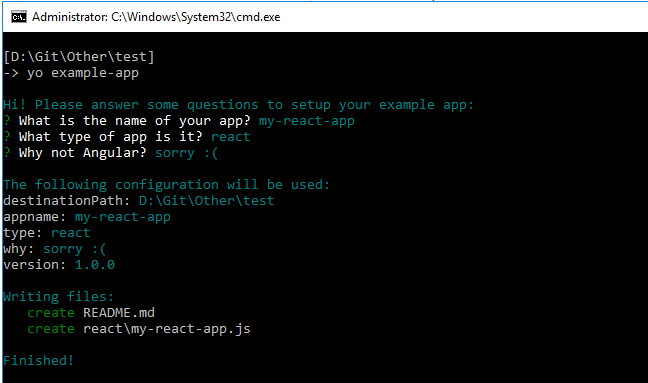 Administrator: C:\Windows\System32\cmd.exe
[D:\Git\Other\test]
-> yo example-app
Hi! Please answer some questions to setup your example app:
? What is the name of your app? my-react-app
? What type of app is it? react
? Why not Angular? sorry :(
The following configuration will be used:
destinationPath: D:\Git\Other\test
appname: my-react-app
type: react
why: sorry :(
version: 1.0.0
Writing files:
   create README.md
   create react\my-react-app.js
Finished!